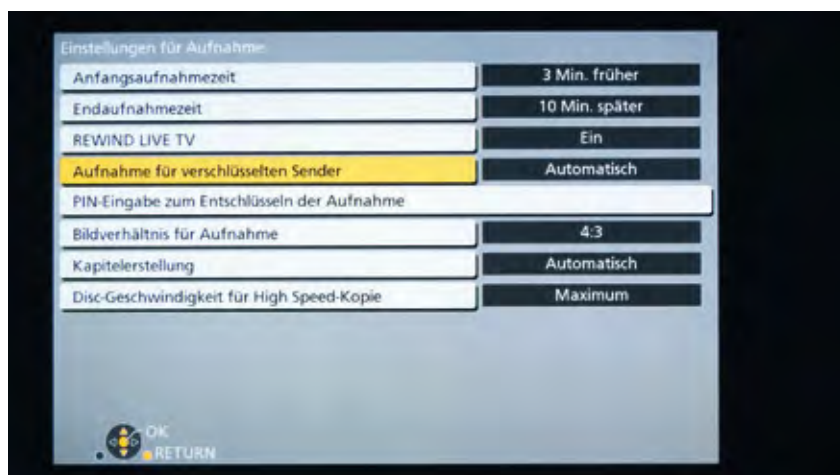 Einstellungen für Aufnahme
Anfangsaufnahmezeit 3 Min. früher
Endaufnahmezeit 10 Min. später
REWIND LIVE TV Ein
Aufnahme für verschlüsselten Sender Automatisch
PIN-Eingabe zum Entschlüsseln der Aufnahme
Bildverhältnis für Aufnahme 4:3
Kapitelerstellung Automatisch
Disc-Geschwindigkeit für High Speed-Kopie Maximum
OK
RETURN